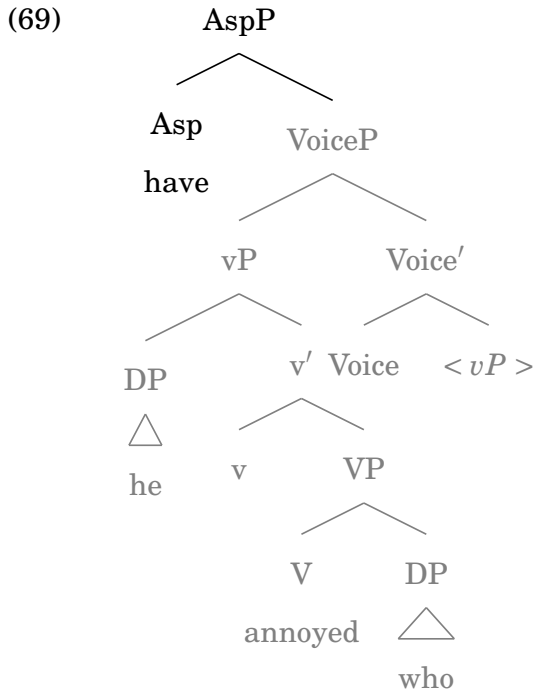 (69) AspP
Asp VoiceP
have
vP Voice′
DP v′ Voice < vP >
he v VP
V DP
annoyed
who